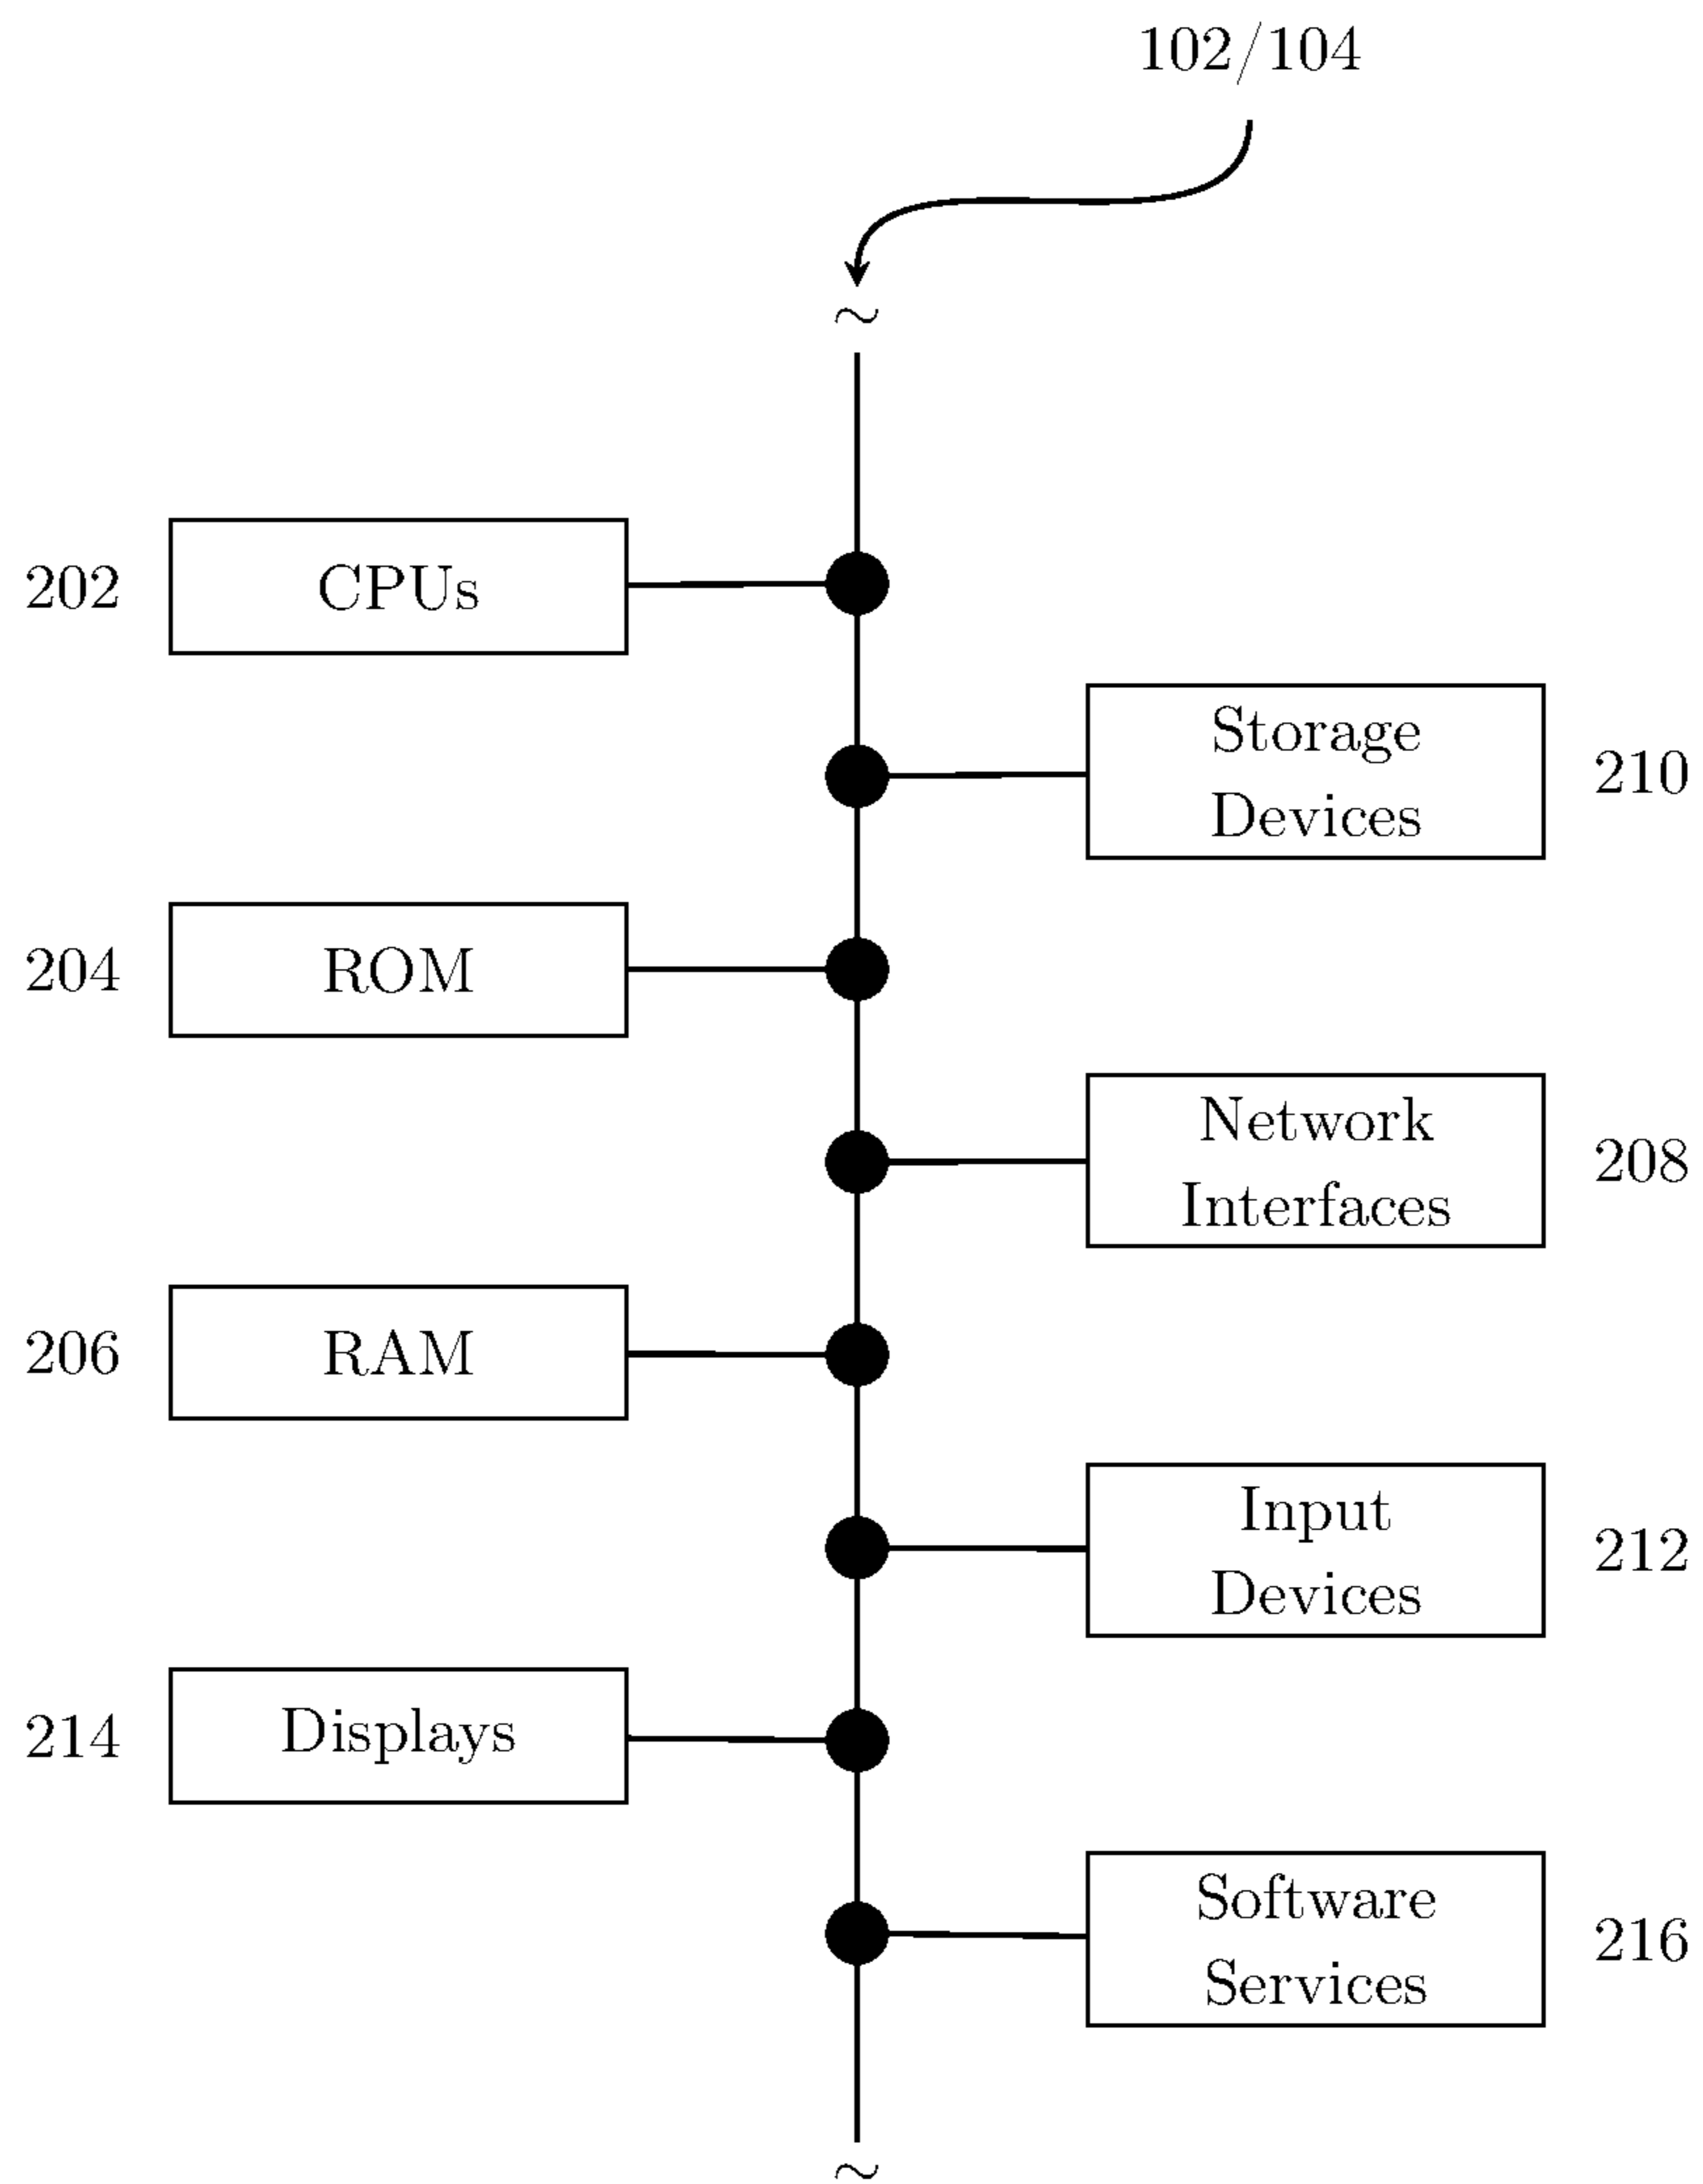 102/104
~
202 CPUs
Storage
Devices 210
204 ROM
Network
Interfaces 208
206 RAM
Input
Devices 212
214 Displays
Software
Services 216
~